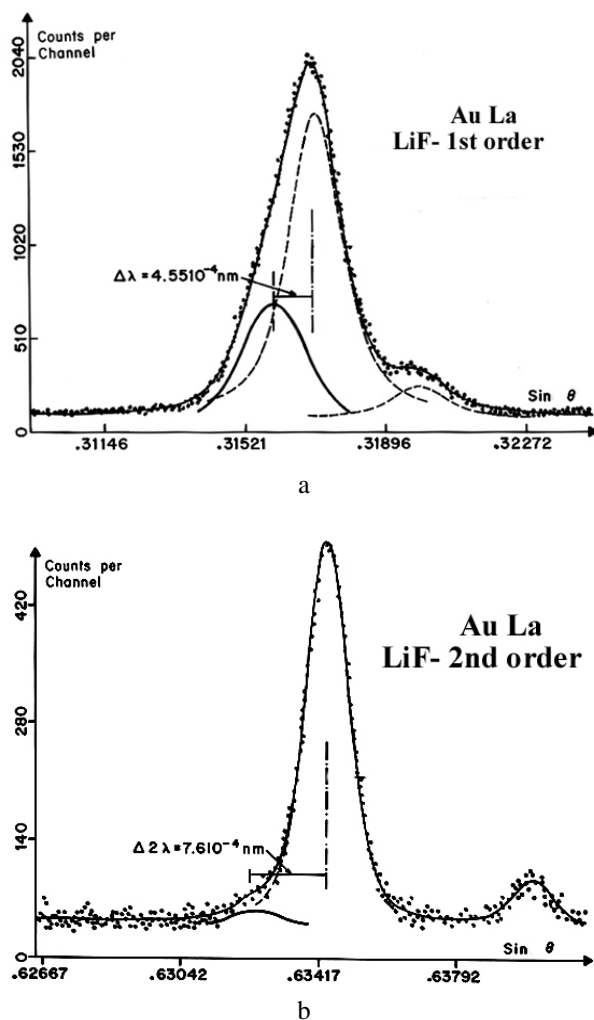 Counts per
Channel
2040
1530
1020
510
0
Au La
LiF- 1st order
Δλ = 4.5510⁻⁴nm
Sin θ
.31146 .31521 .31896 .32272
a
Counts per
Channel
420
280
140
0
Au La
LiF- 2nd order
Δ2λ=7.610⁻⁴nm
Sin θ
.62667 .63042 .63417 .63792
b